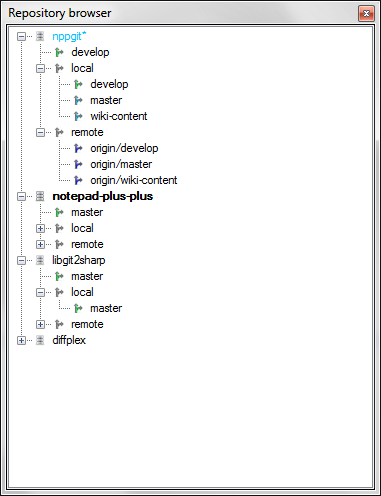 Repository browser
nppgit*
develop
local
develop
master
wiki-content
remote
origin/develop
origin/master
origin/wiki-content
notepad-plus-plus
master
local
remote
libgit2sharp
master
local
master
remote
diffplex